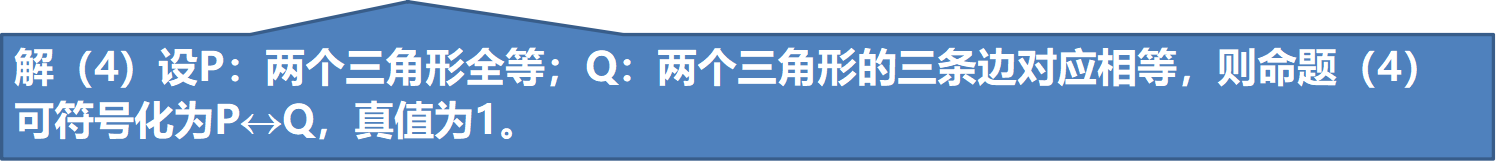 解（4）设P：两个三角形全等；Q：两个三角形的三条边对应相等，则命题（4）
可符号化为P↔Q，真值为1。